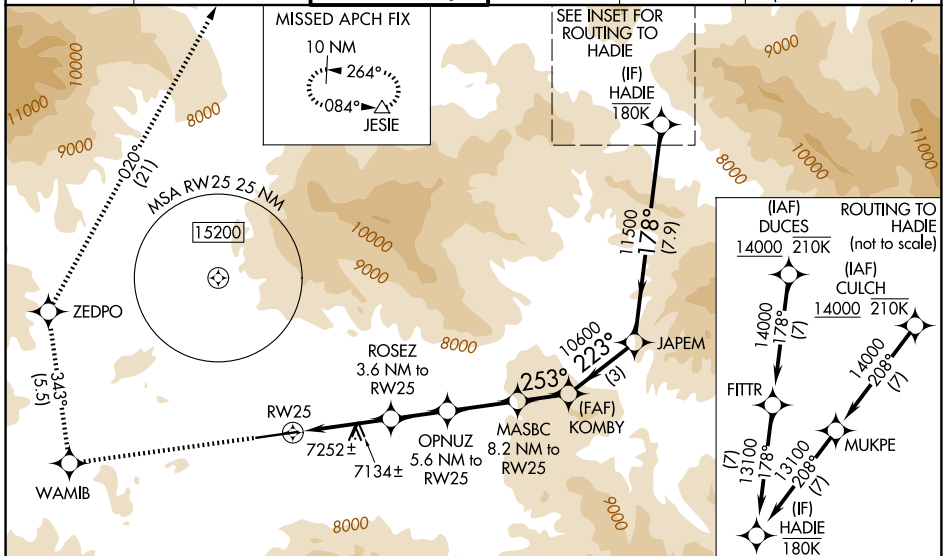 MISSED APCH FIX
10 NM
264°
084°
JESIE
SEE INSET FOR
ROUTING TO
HADIE
(IF)
HADIE
180K
10000
11000
9000
8000
020°
(21)
MSA RW25 25 NM
15200
10000
9000
8000
9000
10000
11000
8000
11500
178°
(7.9)
ZEDPO
343°
(5.5)
WAMIB
RW25
7252±
7134±
ROSEZ
3.6 NM to
RW25
OPNUZ
5.6 NM to
RW25
MASBC
8.2 NM to
RW25
253°
(FAF)
KOMBY
10600
223°
(3)
JAPEM
8000
9000
ROUTING TO
HADIE
(not to scale)
(IAF)
DUCES
14000 210K
(IAF)
CULCH
14000 210K
14000
178°
(7)
14000
208°
(7)
FITTR
MUKPE
13100
178°
(7)
13100
208°
(7)
(IF)
HADIE
180K